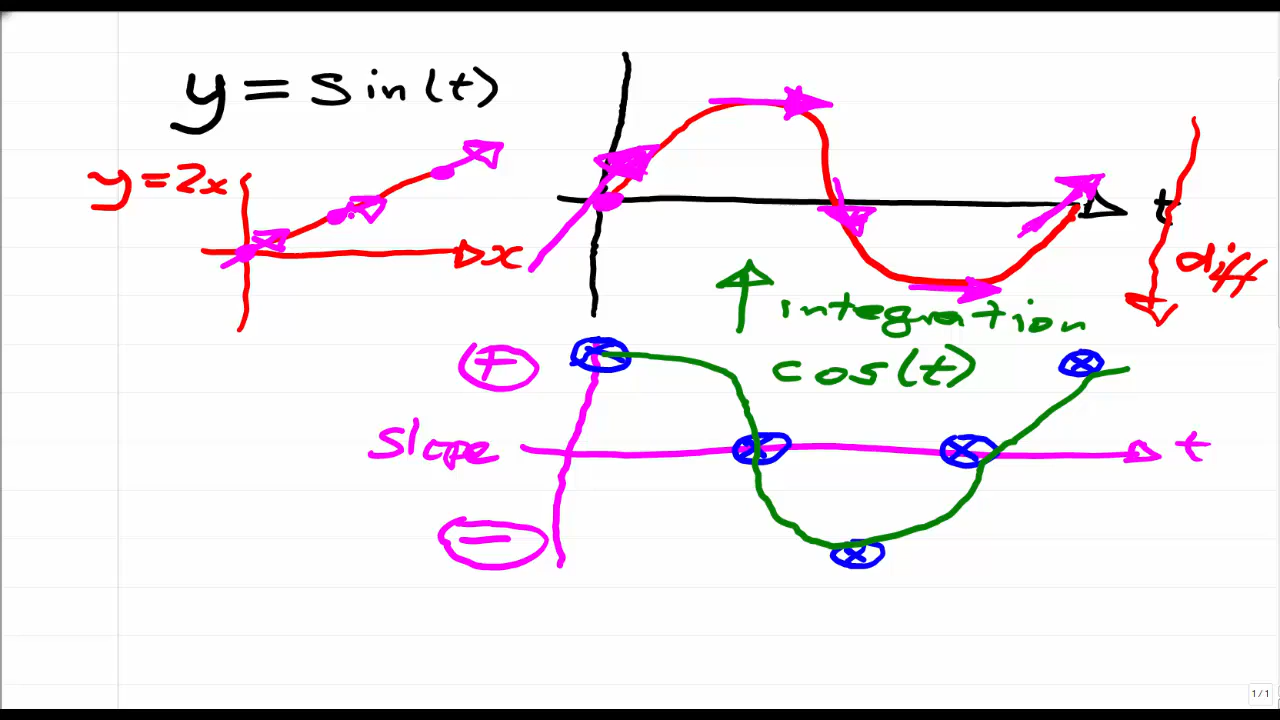 y = Sin(t)
y = 2x
x
t
diff
integration
cos(t)
+
Slope
t
−
1/1